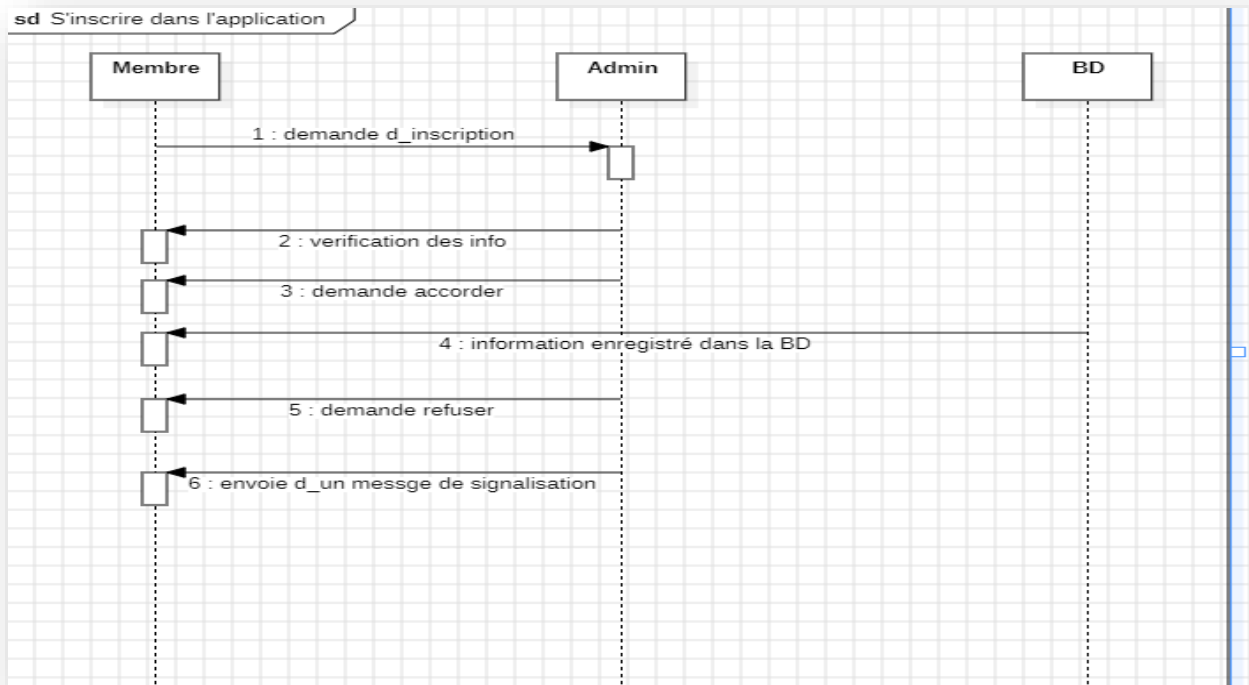 sd S'inscrire dans l'application
Membre
Admin
BD
1 : demande d_inscription
2 : verification des info
3 : demande accorder
4 : information enregistré dans la BD
5 : demande refuser
6 : envoie d_un messge de signalisation